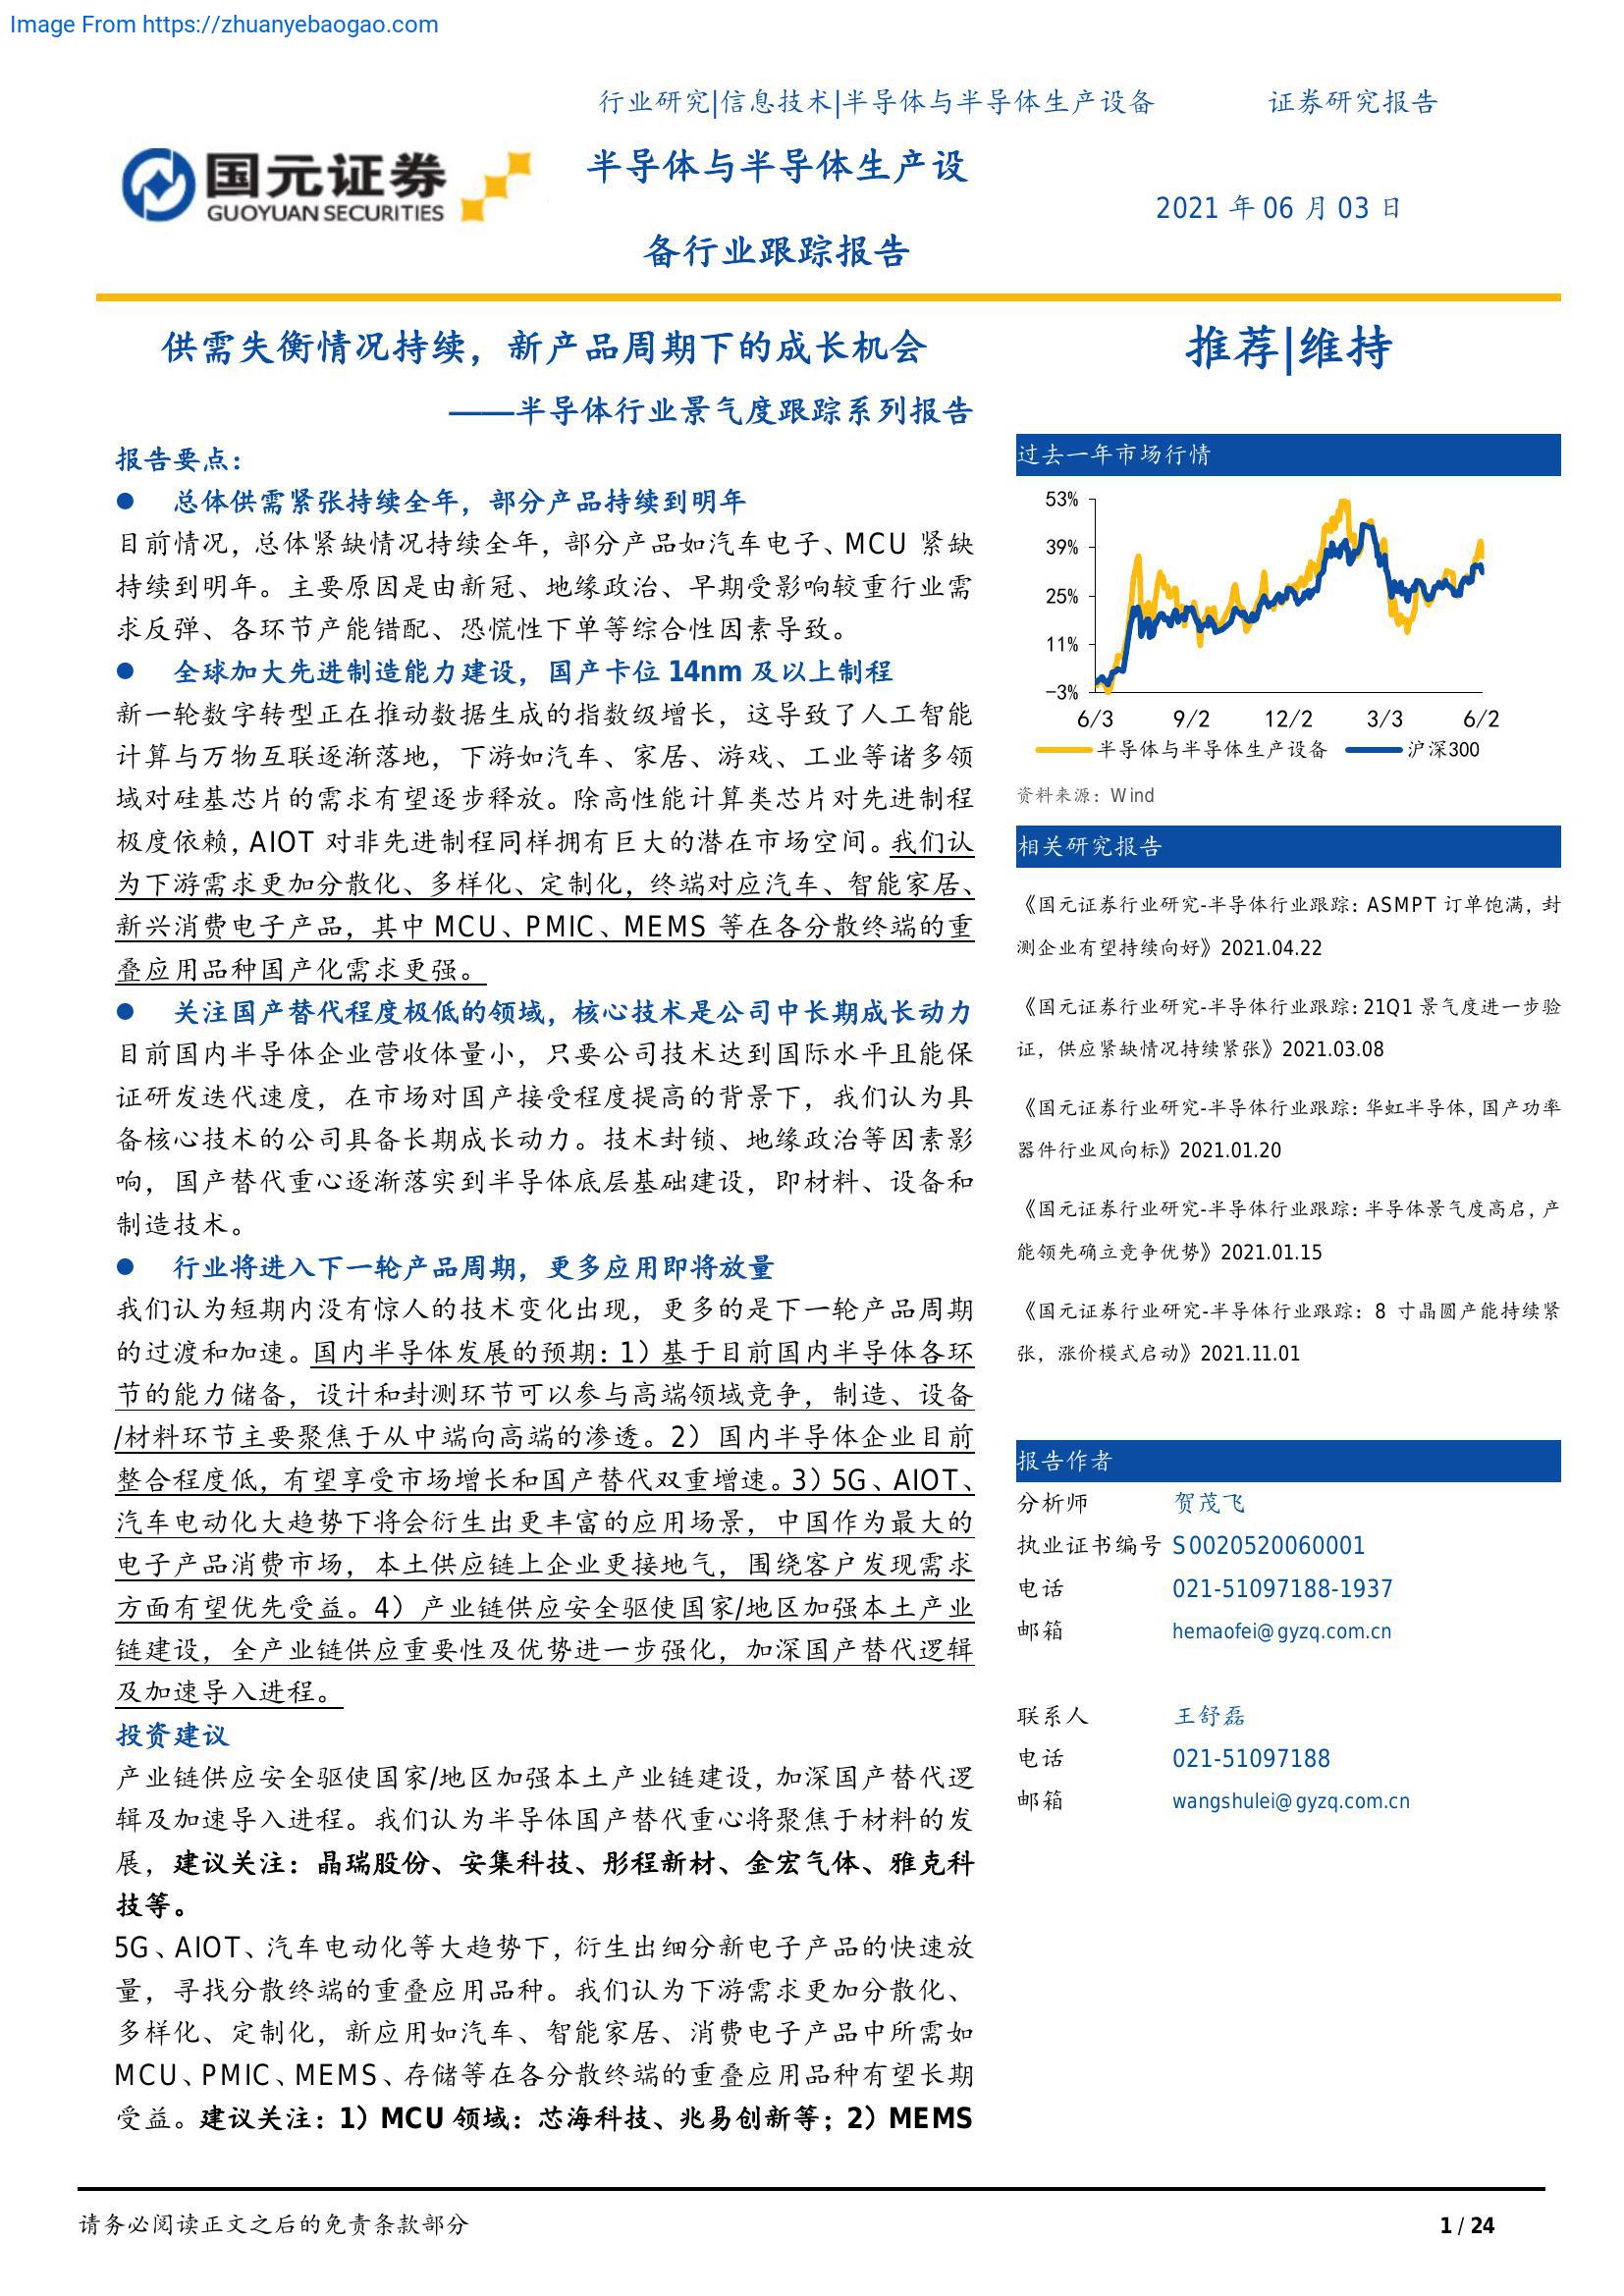 Image From https://zhuanyebaogao.com
行业研究|信息技术|半导体与半导体生产设备
证券研究报告
国元证券
GUOYUAN SECURITIES
半导体与半导体生产设
备行业跟踪报告
2021 年 06 月 03 日
供需失衡情况持续，新产品周期下的成长机会
——半导体行业景气度跟踪系列报告
报告要点：
● 总体供需紧张持续全年，部分产品持续到明年
目前情况，总体紧缺情况持续全年，部分产品如汽车电子、MCU 紧缺
持续到明年。主要原因是由新冠、地缘政治、早期受影响较重行业需
求反弹、各环节产能错配、恐慌性下单等综合性因素导致。
● 全球加大先进制造能力建设，国产卡位 14nm 及以上制程
新一轮数字转型正在推动数据生成的指数级增长，这导致了人工智能
计算与万物互联逐渐落地，下游如汽车、家居、游戏、工业等诸多领
域对硅基芯片的需求有望逐步释放。除高性能计算类芯片对先进制程
极度依赖，AIOT 对非先进制程同样拥有巨大的潜在市场空间。我们认
为下游需求更加分散化、多样化、定制化，终端对应汽车、智能家居、
新兴消费电子产品，其中 MCU、PMIC、MEMS 等在各分散终端的重
叠应用品种国产化需求更强。
● 关注国产替代程度极低的领域，核心技术是公司中长期成长动力
目前国内半导体企业营收体量小，只要公司技术达到国际水平且能保
证研发迭代速度，在市场对国产接受程度提高的背景下，我们认为具
备核心技术的公司具备长期成长动力。技术封锁、地缘政治等因素影
响，国产替代重心逐渐落实到半导体底层基础建设，即材料、设备和
制造技术。
● 行业将进入下一轮产品周期，更多应用即将放量
我们认为短期内没有惊人的技术变化出现，更多的是下一轮产品周期
的过渡和加速。国内半导体发展的预期：1）基于目前国内半导体各环
节的能力储备，设计和封测环节可以参与高端领域竞争，制造、设备
/材料环节主要聚焦于从中端向高端的渗透。2）国内半导体企业目前
整合程度低，有望享受市场增长和国产替代双重增速。3）5G、AIOT、
汽车电动化大趋势下将会衍生出更丰富的应用场景，中国作为最大的
电子产品消费市场，本土供应链上企业更接地气，围绕客户发现需求
方面有望优先受益。4）产业链供应安全驱使国家/地区加强本土产业
链建设，全产业链供应重要性及优势进一步强化，加深国产替代逻辑
及加速导入进程。
投资建议
产业链供应安全驱使国家/地区加强本土产业链建设，加深国产替代逻
辑及加速导入进程。我们认为半导体国产替代重心将聚焦于材料的发
展，建议关注：晶瑞股份、安集科技、彤程新材、金宏气体、雅克科
技等。
5G、AIOT、汽车电动化等大趋势下，衍生出细分新电子产品的快速放
量，寻找分散终端的重叠应用品种。我们认为下游需求更加分散化、
多样化、定制化，新应用如汽车、智能家居、消费电子产品中所需如
MCU、PMIC、MEMS、存储等在各分散终端的重叠应用品种有望长期
受益。建议关注：1）MCU 领域：芯海科技、兆易创新等；2）MEMS
推荐|维持
过去一年市场行情
53%
39%
25%
11%
-3%
6/3 9/2 12/2 3/3 6/2
半导体与半导体生产设备 沪深300
资料来源：Wind
相关研究报告
《国元证券行业研究-半导体行业跟踪：ASMPT 订单饱满，封
测企业有望持续向好》2021.04.22
《国元证券行业研究-半导体行业跟踪：21Q1 景气度进一步验
证，供应紧缺情况持续紧张》2021.03.08
《国元证券行业研究-半导体行业跟踪：华虹半导体，国产功率
器件行业风向标》2021.01.20
《国元证券行业研究-半导体行业跟踪：半导体景气度高启，产
能领先确立竞争优势》2021.01.15
《国元证券行业研究-半导体行业跟踪：8 寸晶圆产能持续紧
张，涨价模式启动》2021.11.01
报告作者
分析师 贺茂飞
执业证书编号 S0020520060001
电话 021-51097188-1937
邮箱 hemaofei@gyzq.com.cn
联系人 王舒磊
电话 021-51097188
邮箱 wangshulei@gyzq.com.cn
请务必阅读正文之后的免责条款部分
1 / 24